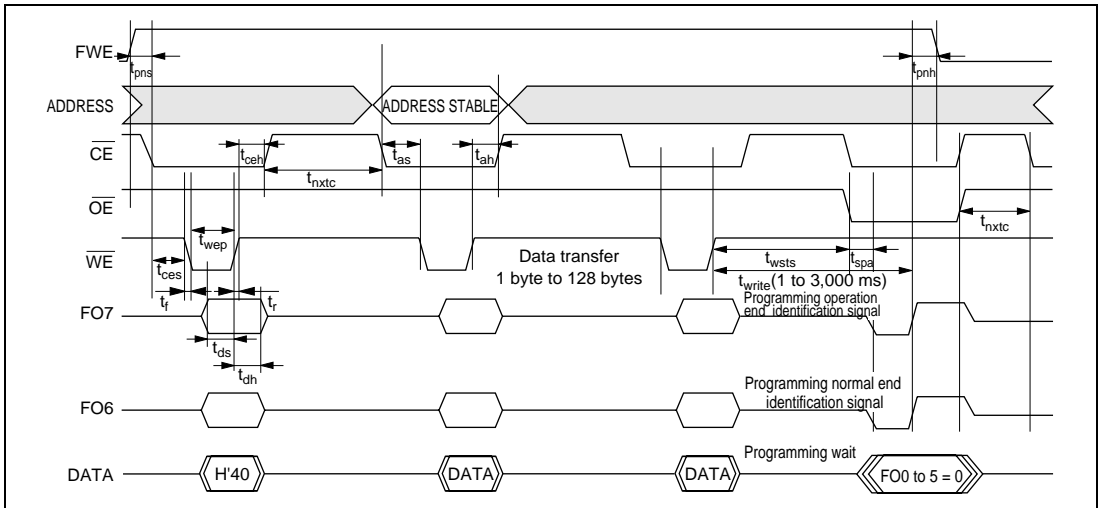 FWE
tpns
tpnh
ADDRESS
ADDRESS STABLE
CE
tceh
tas
tah
tnxtc
OE
tnxtc
twep
WE
tces
Data transfer
1 byte to 128 bytes
twsts
tspa
twrite(1 to 3,000 ms)
tf
tr
FO7
Programming operation
end identification signal
tds
tdh
FO6
Programming normal end
identification signal
Programming wait
DATA
H'40
DATA
DATA
FO0 to 5 = 0